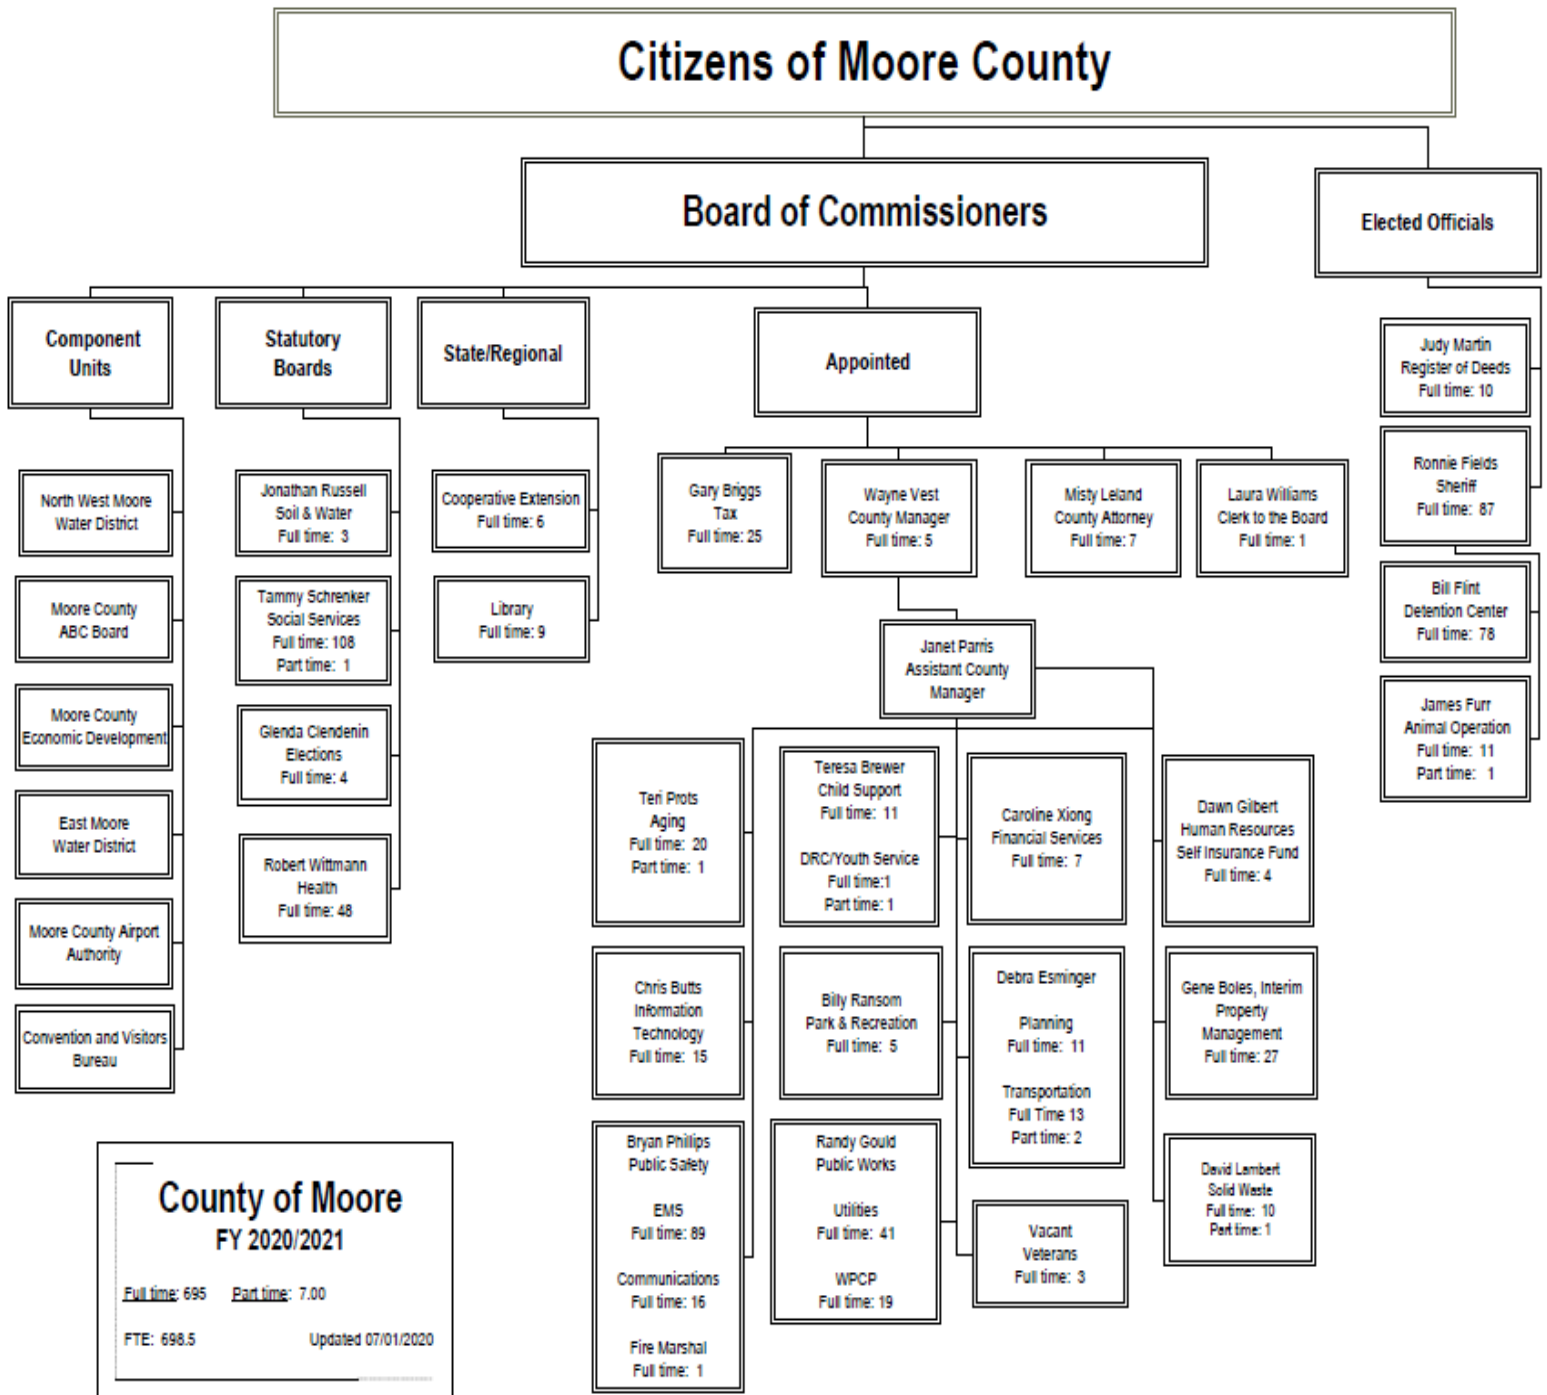 Citizens of Moore County
Board of Commissioners
Elected Officials
Component
Units
Statutory
Boards
State/Regional
Appointed
North West Moore
Water District
Moore County
ABC Board
Moore County
Economic Development
East Moore
Water District
Moore County Airport
Authority
Convention and Visitors
Bureau
Jonathan Russell
Soil & Water
Full time: 3
Tammy Schrenker
Social Services
Full time: 108
Part time: 1
Glenda Clendenin
Elections
Full time: 4
Robert Wittmann
Health
Full time: 48
Cooperative Extension
Full time: 6
Library
Full time: 9
Gary Briggs
Tax
Full time: 25
Wayne Vest
County Manager
Full time: 5
Misty Leland
County Attorney
Full time: 7
Laura Williams
Clerk to the Board
Full time: 1
Judy Martin
Register of Deeds
Full time: 10
Ronnie Fields
Sheriff
Full time: 87
Bill Flint
Detention Center
Full time: 78
James Furr
Animal Operation
Full time: 11
Part time: 1
Janet Parris
Assistant County
Manager
Teri Prots
Aging
Full time: 20
Part time: 1
Teresa Brewer
Child Support
Full time: 11
DRC/Youth Service
Full time:1
Part time: 1
Caroline Xiong
Financial Services
Full time: 7
Dawn Gilbert
Human Resources
Self Insurance Fund
Full time: 4
Chris Butts
Information
Technology
Full time: 15
Billy Ransom
Park & Recreation
Full time: 5
Debra Esminger
Planning
Full time: 11
Transportation
Full Time 13
Part time: 2
Gene Boles, Interim
Property
Management
Full time: 27
Bryan Phillips
Public Safety
EMS
Full time: 89
Communications
Full time: 16
Fire Marshal
Full time: 1
Randy Gould
Public Works
Utilities
Full time: 41
WPCP
Full time: 19
Vacant
Veterans
Full time: 3
David Lambert
Solid Waste
Full time: 10
Part time: 1
County of Moore
FY 2020/2021
Full time: 695 Part time: 7.00
FTE: 698.5 Updated 07/01/2020